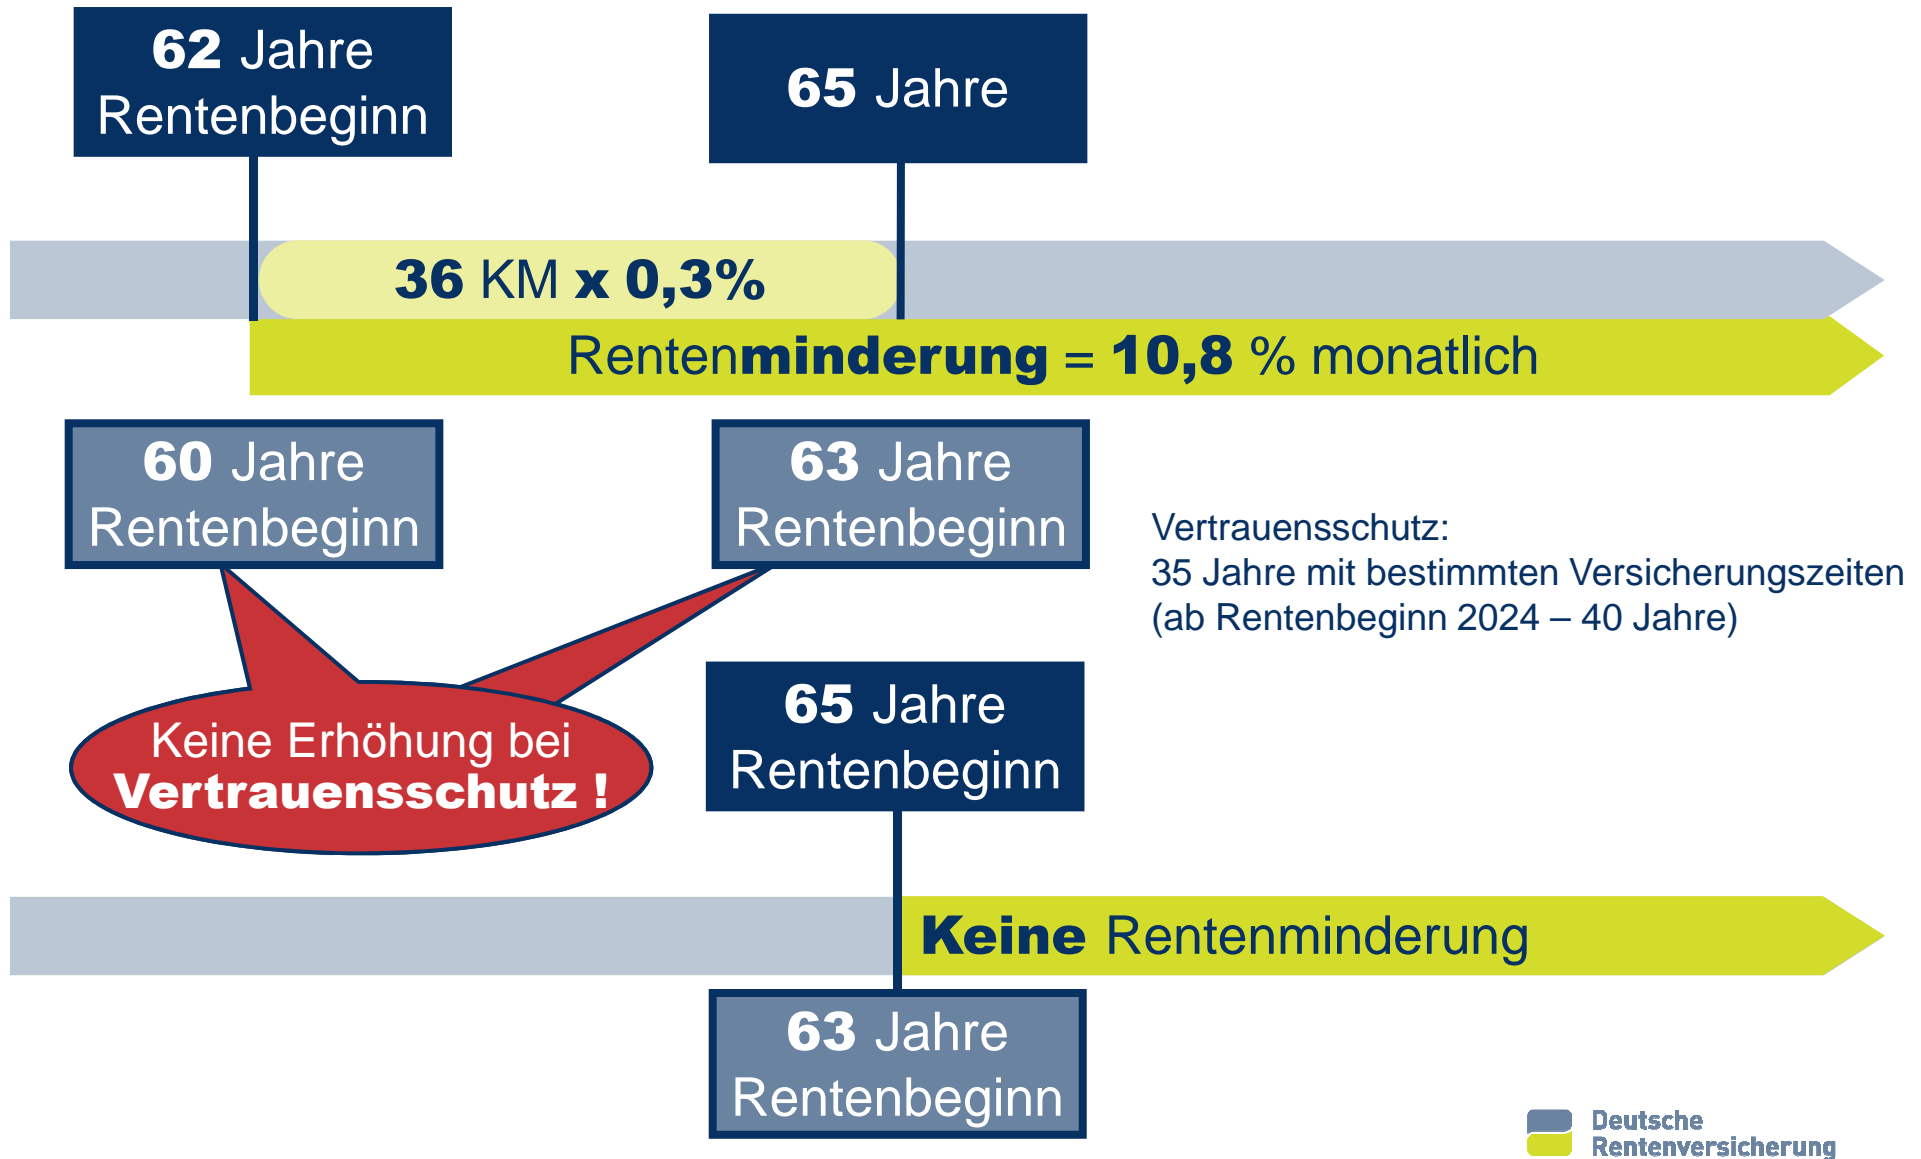 62 Jahre
Rentenbeginn
65 Jahre
36 KM x 0,3%
Rentenminderung = 10,8 % monatlich
60 Jahre
Rentenbeginn
63 Jahre
Rentenbeginn
Vertrauensschutz:
35 Jahre mit bestimmten Versicherungszeiten
(ab Rentenbeginn 2024 – 40 Jahre)
Keine Erhöhung bei
Vertrauensschutz !
65 Jahre
Rentenbeginn
Keine Rentenminderung
63 Jahre
Rentenbeginn
Deutsche
Rentenversicherung